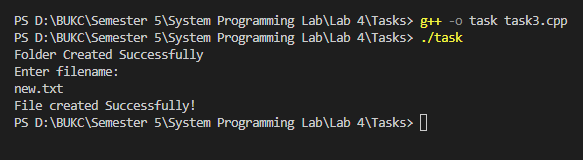 PS D:\BUKC\Semester 5\System Programming Lab\Lab 4\Tasks> g++ -o task task3.cpp
PS D:\BUKC\Semester 5\System Programming Lab\Lab 4\Tasks> ./task
Folder Created Successfully
Enter filename:
new.txt
File created Successfully!
PS D:\BUKC\Semester 5\System Programming Lab\Lab 4\Tasks>